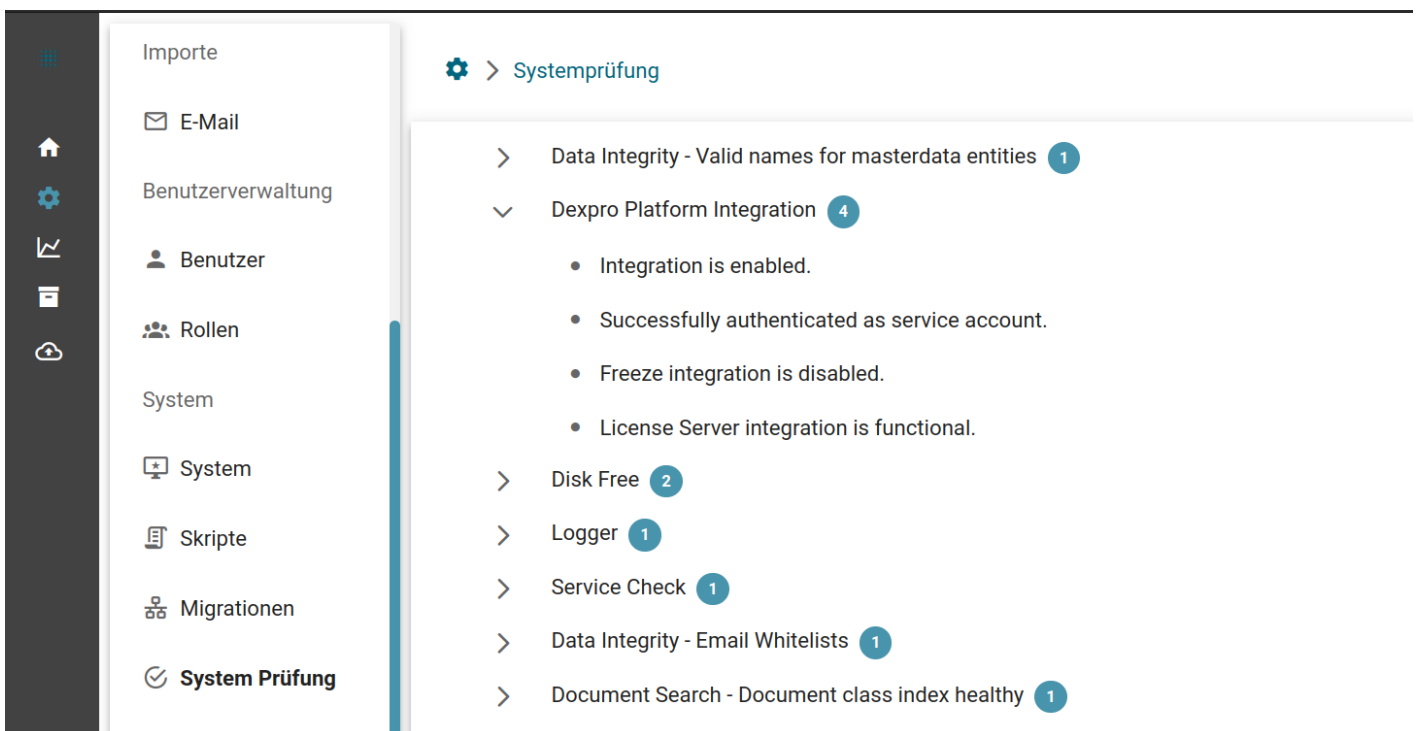 Importe
E-Mail
Benutzerverwaltung
Benutzer
Rollen
System
System
Skripte
Migrationen
System Prüfung
Systemprüfung
Data Integrity - Valid names for masterdata entities 1
Dexpro Platform Integration 4
Integration is enabled.
Successfully authenticated as service account.
Freeze integration is disabled.
License Server integration is functional.
Disk Free 2
Logger 1
Service Check 1
Data Integrity - Email Whitelists 1
Document Search - Document class index healthy 1